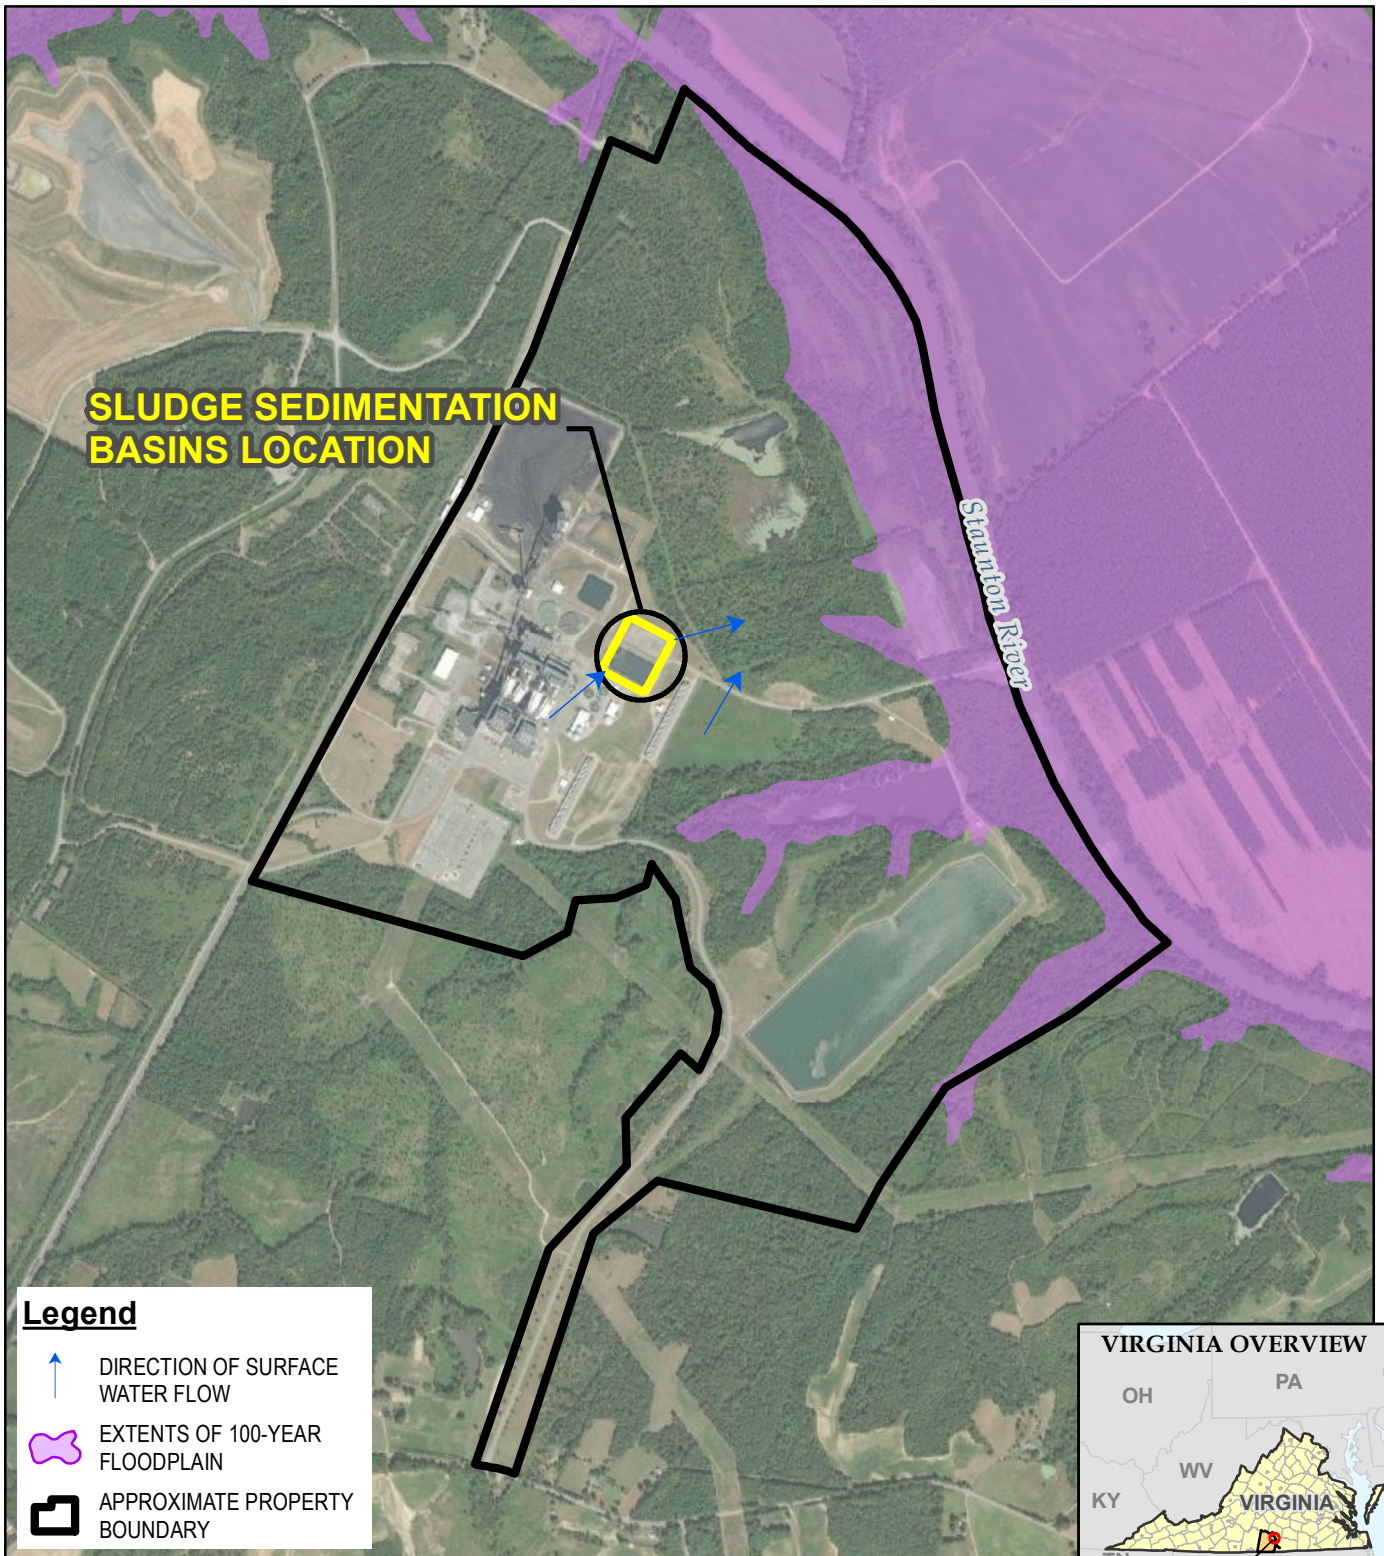 SLUDGE SEDIMENTATION
BASINS LOCATION
Staunton River
Legend
DIRECTION OF SURFACE
WATER FLOW
EXTENTS OF 100-YEAR
FLOODPLAIN
APPROXIMATE PROPERTY
BOUNDARY
VIRGINIA OVERVIEW
OH
PA
WV
KY
VIRGINIA
TN